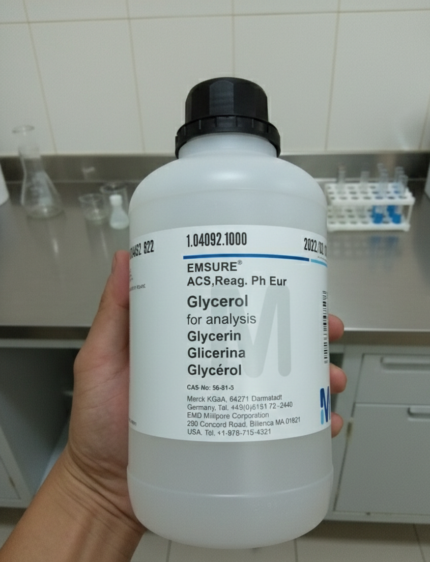 822
1.04092.1000
EMSURE®
ACS,Reag. Ph Eur
Glycerol
for analysis
Glycerin
Glicerina
Glycérol
CAS-No: 56-81-5
Merck KGaA, 64271 Darmstadt
Germany, Tel. +49(0)6151 72-2440
EMD Millipore Corporation
290 Concord Road, Billerica MA 01821
USA, Tel. +1-978-715-4321
M